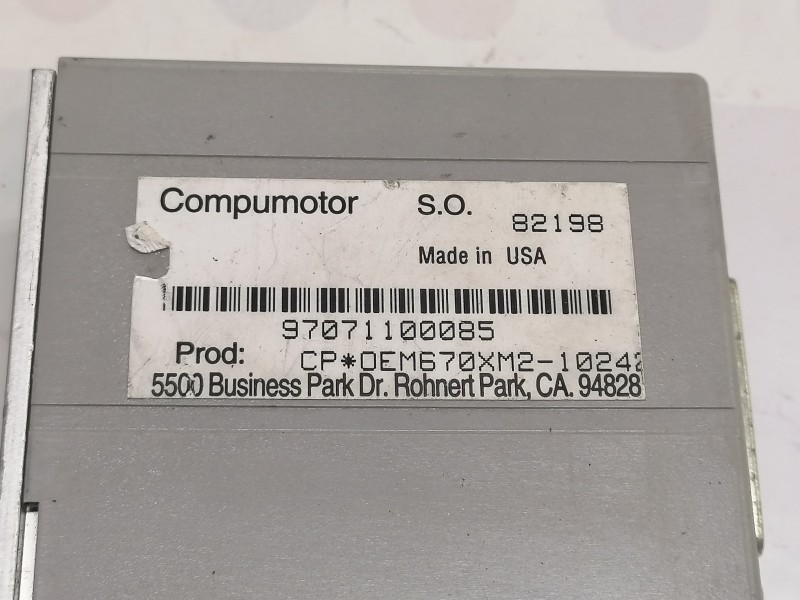 Compumotor S.O. 82198
Made in USA
97071100085
Prod: CP*OEM670XM2-10242
5500 Business Park Dr. Rohnert Park, CA. 94828